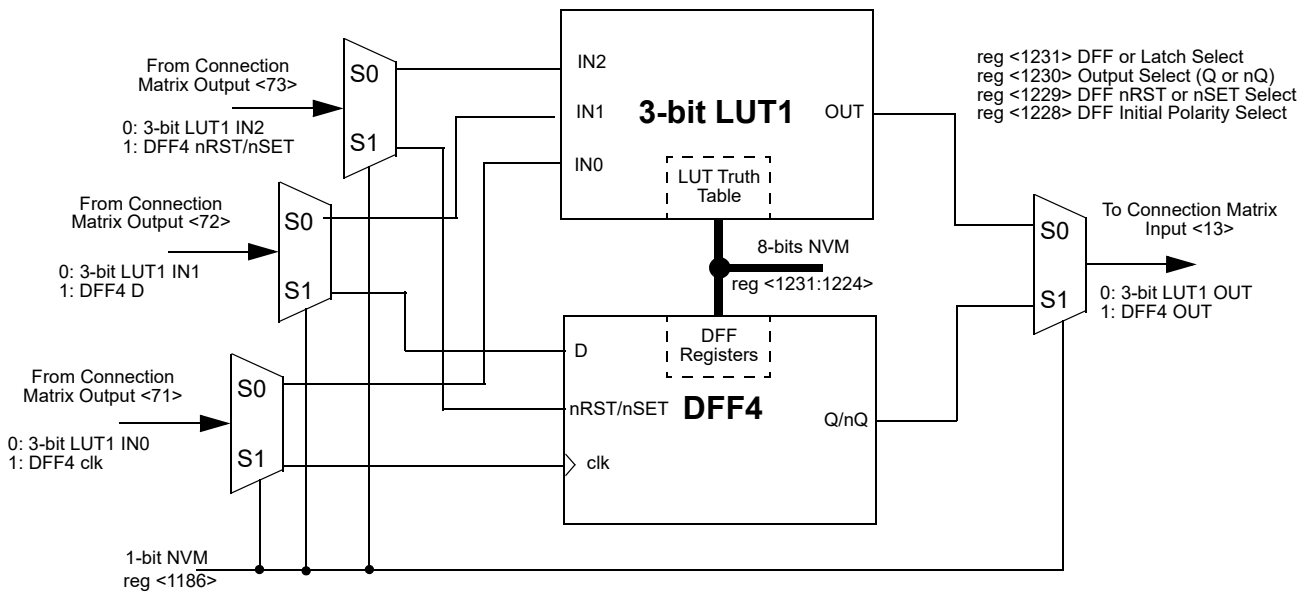 From Connection
Matrix Output <73>
0: 3-bit LUT1 IN2
1: DFF4 nRST/nSET
S0
S1
From Connection
Matrix Output <72>
0: 3-bit LUT1 IN1
1: DFF4 D
S0
S1
From Connection
Matrix Output <71>
0: 3-bit LUT1 IN0
1: DFF4 clk
S0
S1
1-bit NVM
reg <1186>
IN2
IN1
IN0
3-bit LUT1
OUT
LUT Truth
Table
8-bits NVM
reg <1231:1224>
DFF
Registers
D
nRST/nSET
clk
DFF4
Q/nQ
reg <1231> DFF or Latch Select
reg <1230> Output Select (Q or nQ)
reg <1229> DFF nRST or nSET Select
reg <1228> DFF Initial Polarity Select
S0
S1
To Connection Matrix
Input <13>
0: 3-bit LUT1 OUT
1: DFF4 OUT